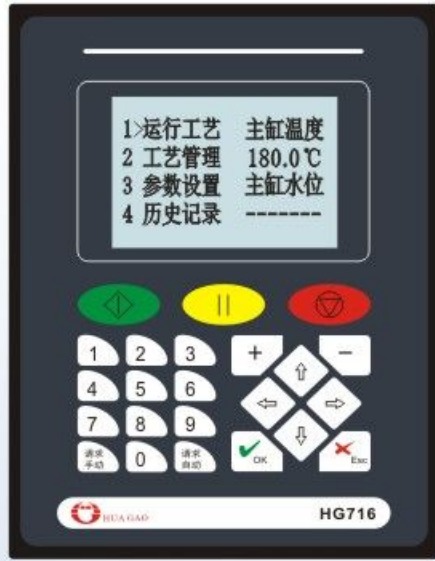 1>运行工艺 主缸温度
2 工艺管理 180.0℃
3 参数设置 主缸水位
4 历史记录 -------
1 2 3 + −
4 5 6
7 8 9
请求手动 0 请求自动 OK Esc
HUA GAO HG716